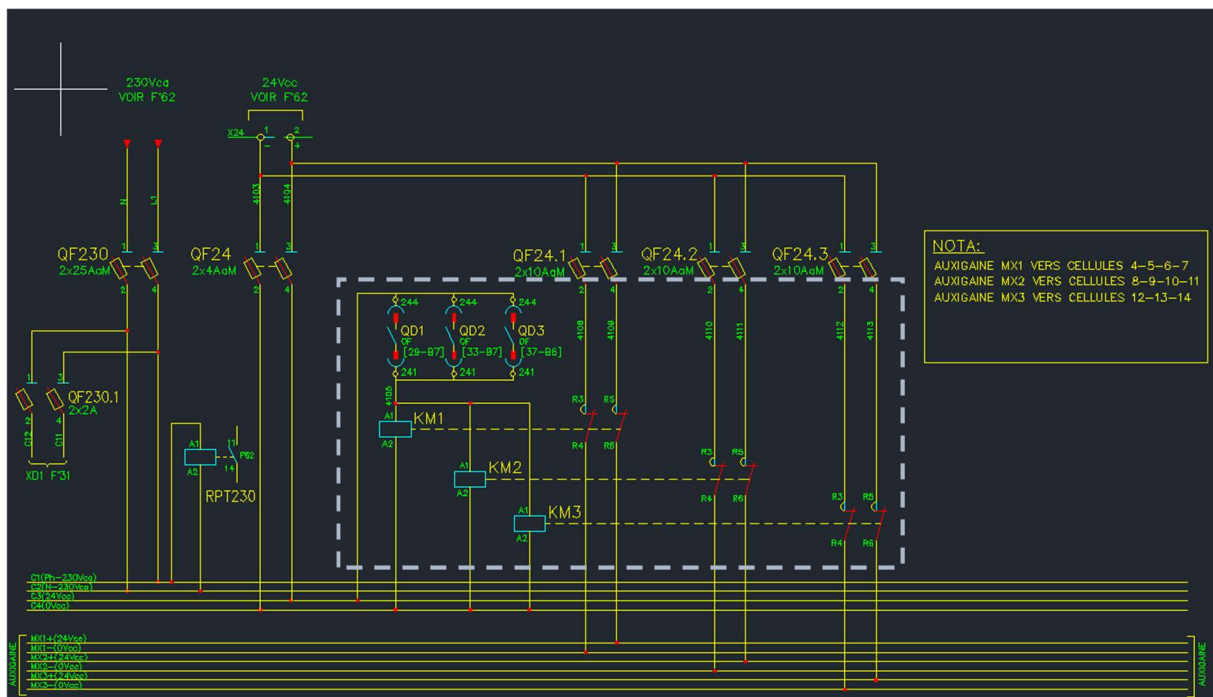 230Vca
VOIR F°62
24Vcc
VOIR F°62
X24
1
2
-
+
N
L1
4103
4104
QF230
2x25AaM
1
3
2
4
QF24
2x4AaM
1
3
2
4
QF24.1
2x10AaM
1
3
2
4
QF24.2
2x10AaM
1
3
2
4
QF24.3
2x10AaM
1
3
2
4
NOTA:
AUXIGAINE MX1 VERS CELLULES 4-5-6-7
AUXIGAINE MX2 VERS CELLULES 8-9-10-11
AUXIGAINE MX3 VERS CELLULES 12-13-14
244
244
244
QD1
OF
[29-B7]
QD2
OF
[33-B7]
QD3
OF
[37-B6]
241
241
241
4108
4109
4110
4111
4112
4113
1
3
QF230.1
2x2A
2
4
C12
C11
XD1 F°31
A1
A2
11
14
F62
RPT230
4105
A1
A2
KM1
R3
R5
R4
R6
A1
A2
KM2
R3
R5
R4
R6
A1
A2
KM3
R3
R5
R4
R6
C1(Ph-230Vca)
C2(N-230Vca)
C3(24Vcc)
C4(0Vcc)
AUXIGAINE
MX1+(24Vcc)
MX1-(0Vcc)
MX2+(24Vcc)
MX2-(0Vcc)
MX3+(24Vcc)
MX3-(0Vcc)
AUXIGAINE